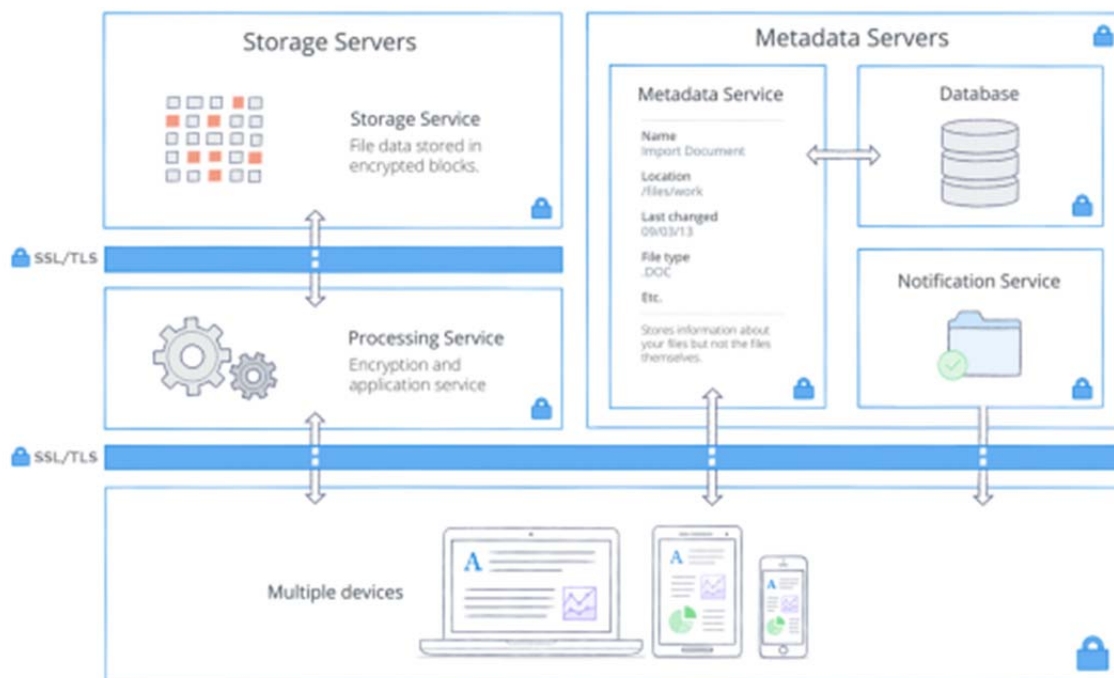 Storage Servers
Storage Service
File data stored in
encrypted blocks.
SSL/TLS
Processing Service
Encryption and
application service
Metadata Servers
Metadata Service
Name
Import Document
Location
/files/work
Last changed
09/03/13
File type
.DOC
Etc.
Stores information about
your files but not the files
themselves.
Database
Notification Service
SSL/TLS
Multiple devices
A
A
A